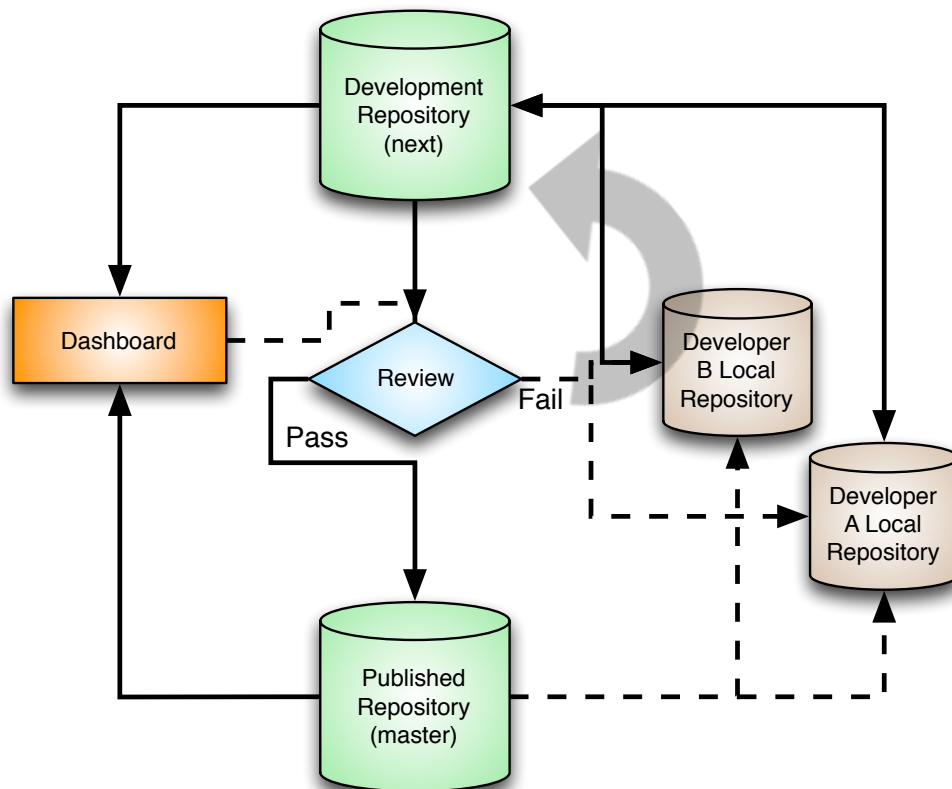 Development
Repository
(next)
Dashboard
Review
Fail
Pass
Developer
B Local
Repository
Developer
A Local
Repository
Published
Repository
(master)